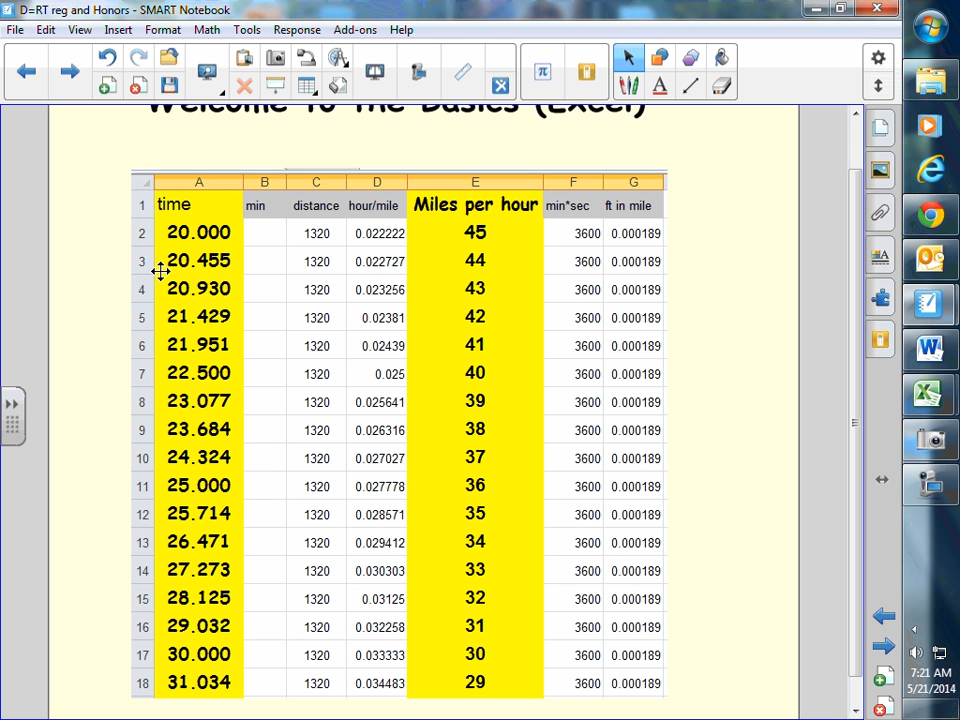 D=RT reg and Honors - SMART Notebook
File Edit View Insert Format Math Tools Response Add-ons Help
Welcome To The Basics (Excel)
A B C D E F G
1 time min distance hour/mile Miles per hour min*sec ft in mile
2 20.000 1320 0.022222 45 3600 0.000189
3 20.455 1320 0.022727 44 3600 0.000189
4 20.930 1320 0.023256 43 3600 0.000189
5 21.429 1320 0.02381 42 3600 0.000189
6 21.951 1320 0.02439 41 3600 0.000189
7 22.500 1320 0.025 40 3600 0.000189
8 23.077 1320 0.025641 39 3600 0.000189
9 23.684 1320 0.026316 38 3600 0.000189
10 24.324 1320 0.027027 37 3600 0.000189
11 25.000 1320 0.027778 36 3600 0.000189
12 25.714 1320 0.028571 35 3600 0.000189
13 26.471 1320 0.029412 34 3600 0.000189
14 27.273 1320 0.030303 33 3600 0.000189
15 28.125 1320 0.03125 32 3600 0.000189
16 29.032 1320 0.032258 31 3600 0.000189
17 30.000 1320 0.033333 30 3600 0.000189
18 31.034 1320 0.034483 29 3600 0.000189
7:21 AM
5/21/2014